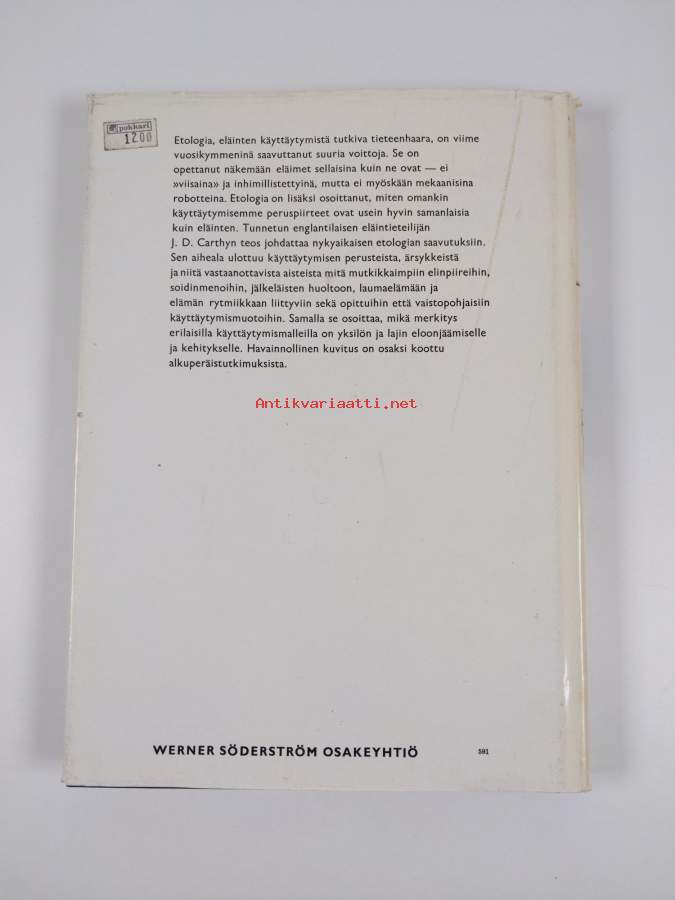 pokkari
12.00
Etologia, eläinten käyttäytymistä tutkiva tieteenhaara, on viime
vuosikymmeninä saavuttanut suuria voittoja. Se on
opettanut näkemään eläimet sellaisina kuin ne ovat — ei
»viisaina» ja inhimillistettyinä, mutta ei myöskään mekaanisina
robotteina. Etologia on lisäksi osoittanut, miten omankin
käyttäytymisemme peruspiirteet ovat usein hyvin samanlaisia
kuin eläinten. Tunnetun englantilaisen eläintieteilijän
J. D. Carthyn teos johdattaa nykyaikaisen etologian saavutuksiin.
Sen aiheala ulottuu käyttäytymisen perusteista, ärsykkeistä
ja niitä vastaanottavista aisteista mitä mutkikkaimpiin elinpiireihin,
soidinmenoihin, jälkeläisten huoltoon, laumaelämään ja
elämän rytmiikkaan liittyviin sekä opittuihin että vaistopohjaisiin
käyttäytymismuotoihin. Samalla se osoittaa, mikä merkitys
erilaisilla käyttäytymismalleilla on yksilön ja lajin eloonjäämiselle
ja kehitykselle. Havainnollinen kuvitus on osaksi koottu
alkuperäistutkimuksista.
Antikvariaatti.net
WERNER SÖDERSTRÖM OSAKEYHTIÖ 591